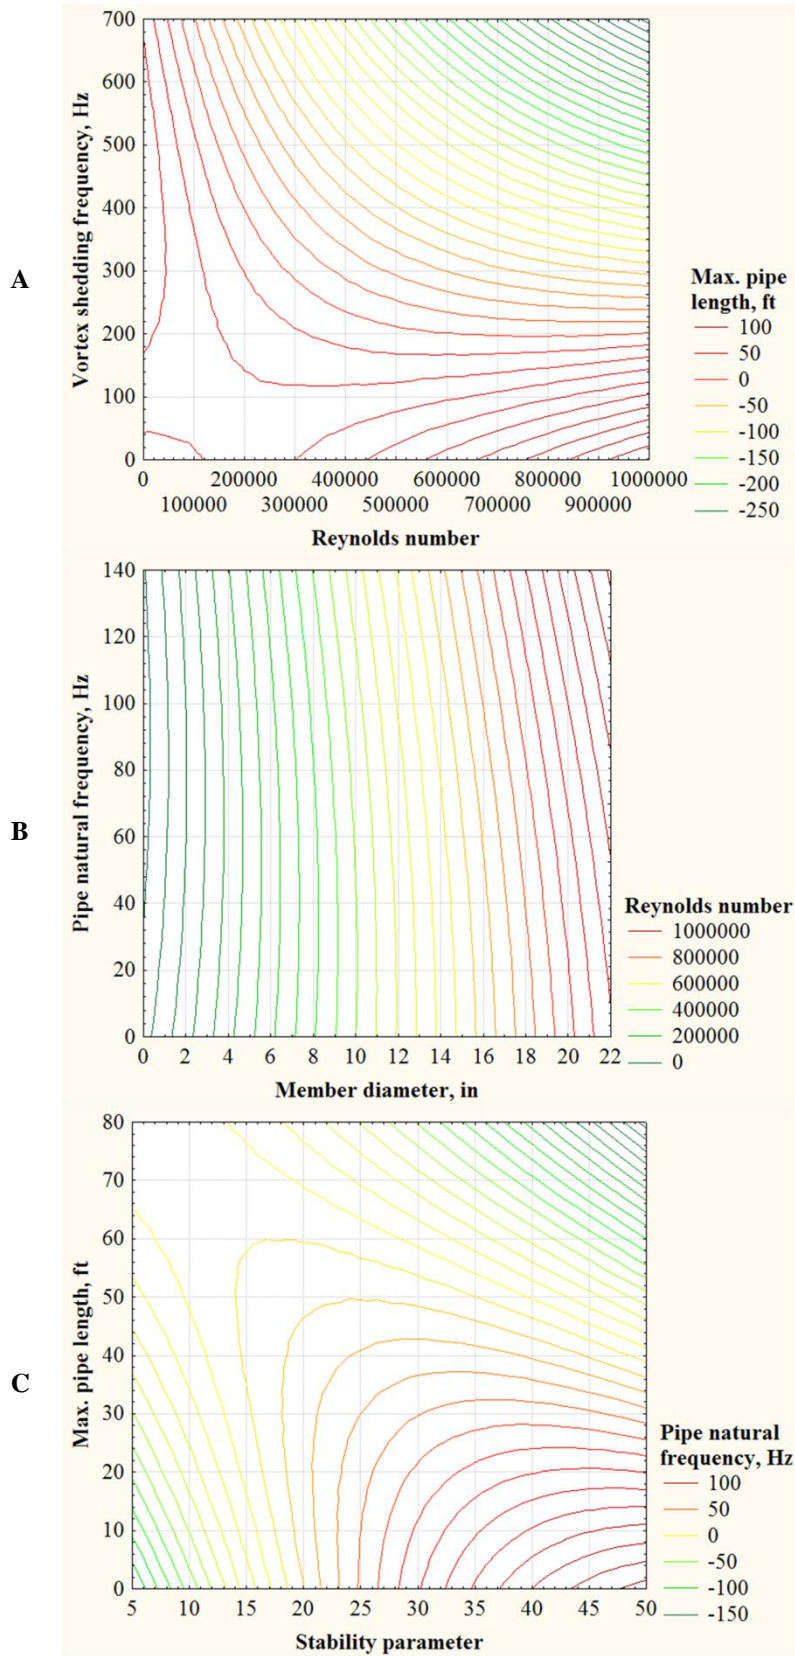 A
Vortex shedding frequency, Hz
700
600
500
400
300
200
100
0
0 200000 400000 600000 800000 1000000
100000 300000 500000 700000 900000
Reynolds number
Max. pipe
length, ft
100
50
0
-50
-100
-150
-200
-250
B
Pipe natural frequency, Hz
140
120
100
80
60
40
20
0
0 2 4 6 8 10 12 14 16 18 20 22
Member diameter, in
Reynolds number
1000000
800000
600000
400000
200000
0
C
Max. pipe length, ft
80
70
60
50
40
30
20
10
0
5 10 15 20 25 30 35 40 45 50
Stability parameter
Pipe natural
frequency, Hz
100
50
0
-50
-100
-150